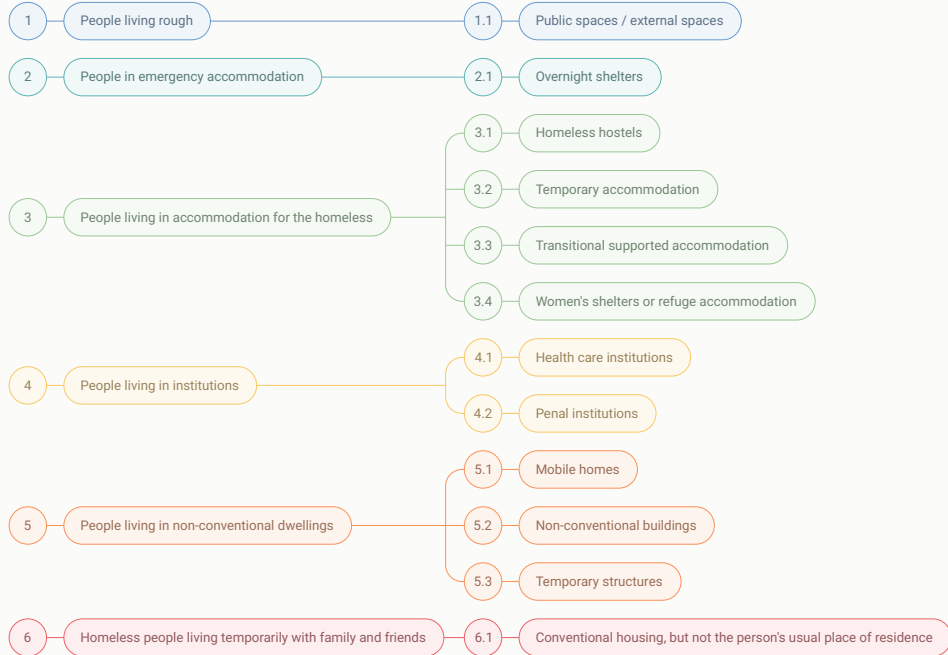 1 People living rough 1.1 Public spaces / external spaces
2 People in emergency accommodation 2.1 Overnight shelters
3 People living in accommodation for the homeless
3.1 Homeless hostels
3.2 Temporary accommodation
3.3 Transitional supported accommodation
3.4 Women's shelters or refuge accommodation
4 People living in institutions
4.1 Health care institutions
4.2 Penal institutions
5 People living in non-conventional dwellings
5.1 Mobile homes
5.2 Non-conventional buildings
5.3 Temporary structures
6 Homeless people living temporarily with family and friends 6.1 Conventional housing, but not the person's usual place of residence